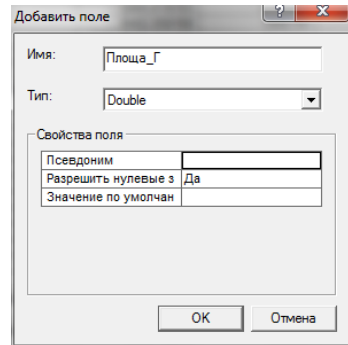 Добавить поле
Имя: Площа_Г
Тип: Double
Свойства поля
Псевдоним
Разрешить нулевые з Да
Значение по умолчан
OK Отмена